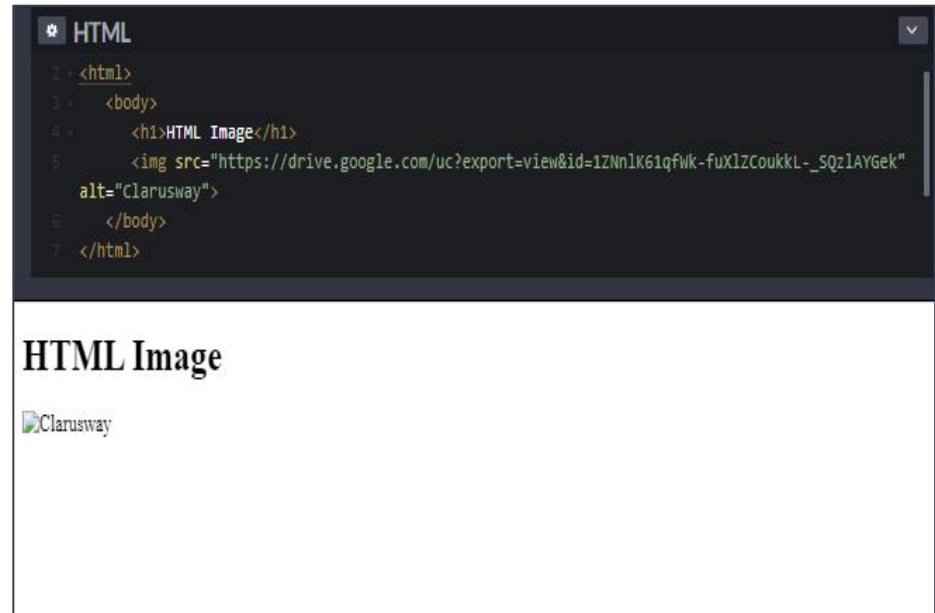 HTML
2 <html>
3 <body>
4 <h1>HTML Image</h1>
5 <img src="https://drive.google.com/uc?export=view&id=1ZNnlK61qfWk-fuXlZCoukkL-_SQzlAYGek"
alt="Clarusway">
6 </body>
7 </html>
HTML Image
Clarusway